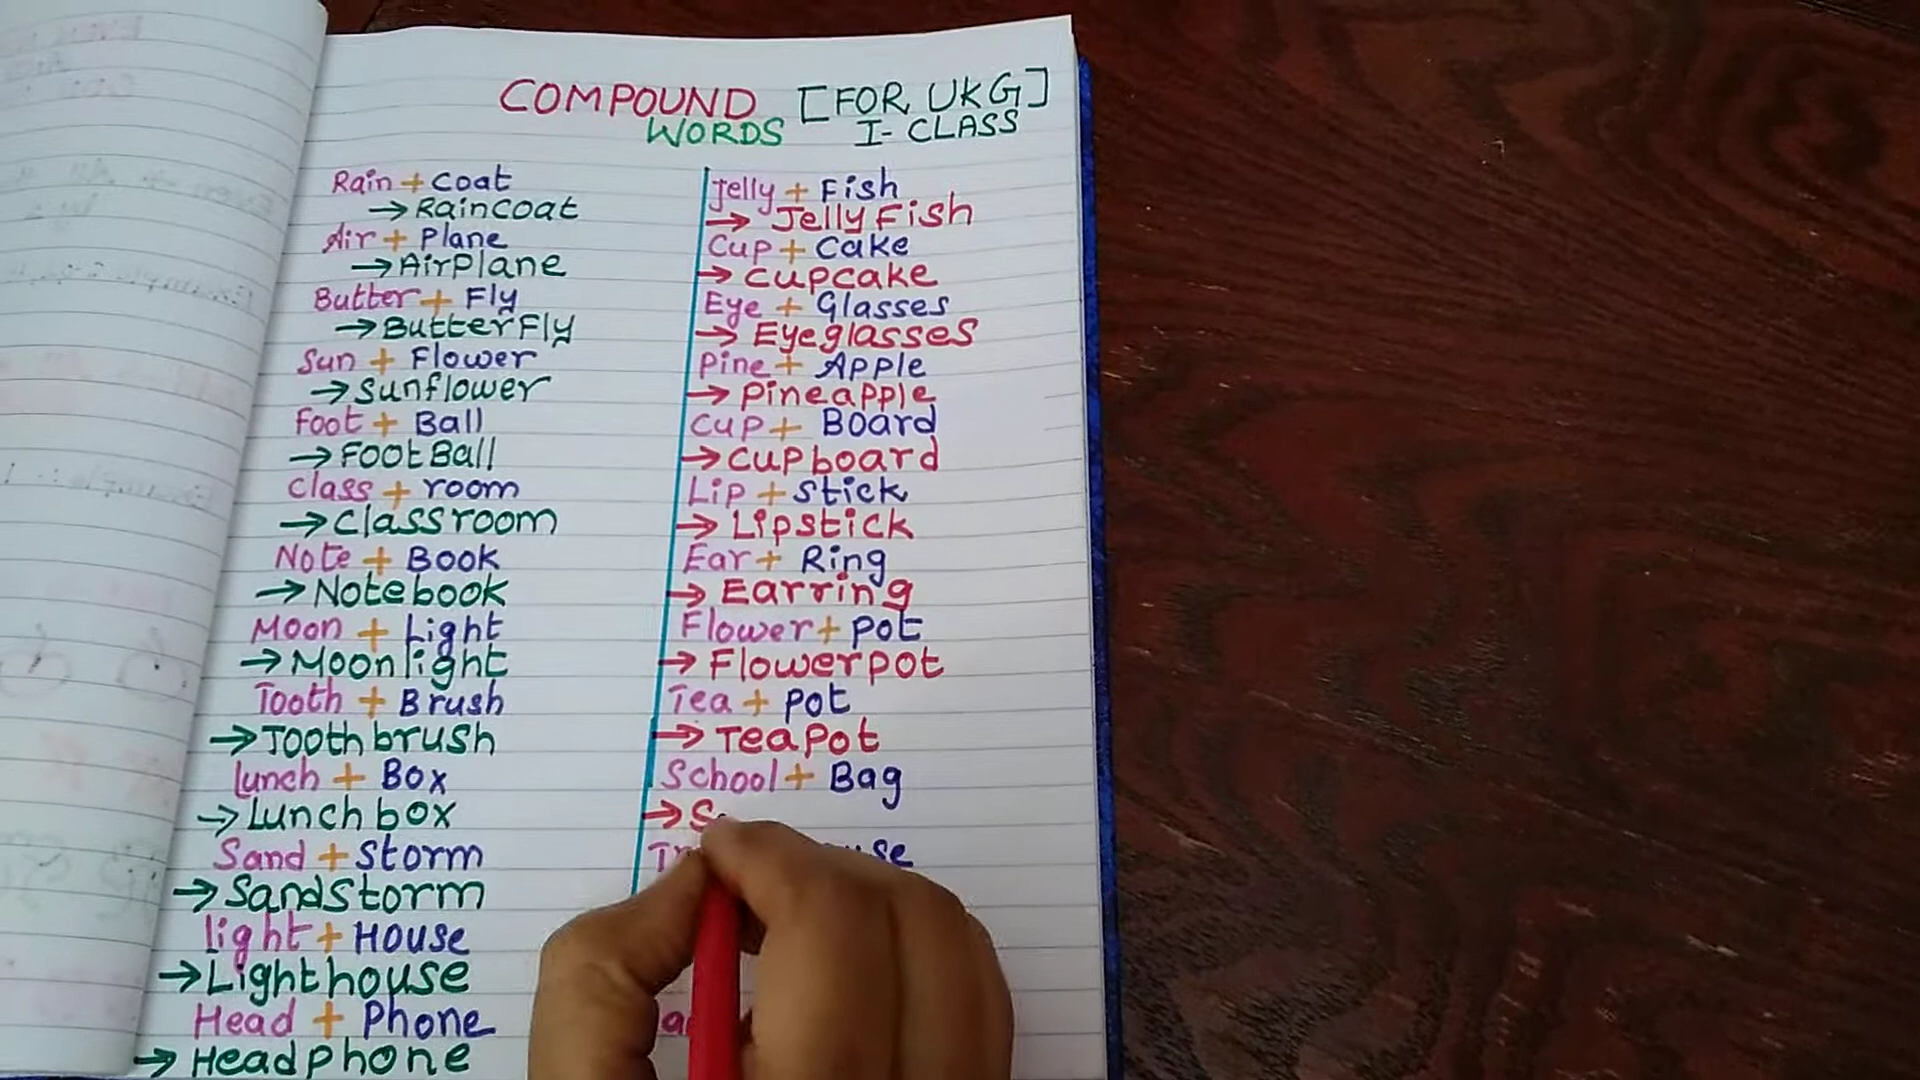 COMPOUND [FOR UKG]
WORDS I-CLASS
Rain + Coat
→ Raincoat
Air + Plane
→ AirPlane
Butter + Fly
→ ButterFly
Sun + Flower
→ Sunflower
Foot + Ball
→ FootBall
Class + room
→ Classroom
Note + Book
→ Notebook
Moon + Light
→ Moonlight
Tooth + Brush
→ Toothbrush
Lunch + Box
→ Lunchbox
Sand + Storm
→ Sandstorm
light + House
→ Lighthouse
Head + Phone
→ Headphone
Jelly + Fish
→ JellyFish
Cup + Cake
→ Cupcake
Eye + Glasses
→ Eyeglasses
Pine + Apple
→ Pineapple
Cup + Board
→ Cupboard
Lip + Stick
→ Lipstick
Ear + Ring
→ Earring
Flower + Pot
→ Flowerpot
Tea + Pot
→ Teapot
School + Bag
→ S